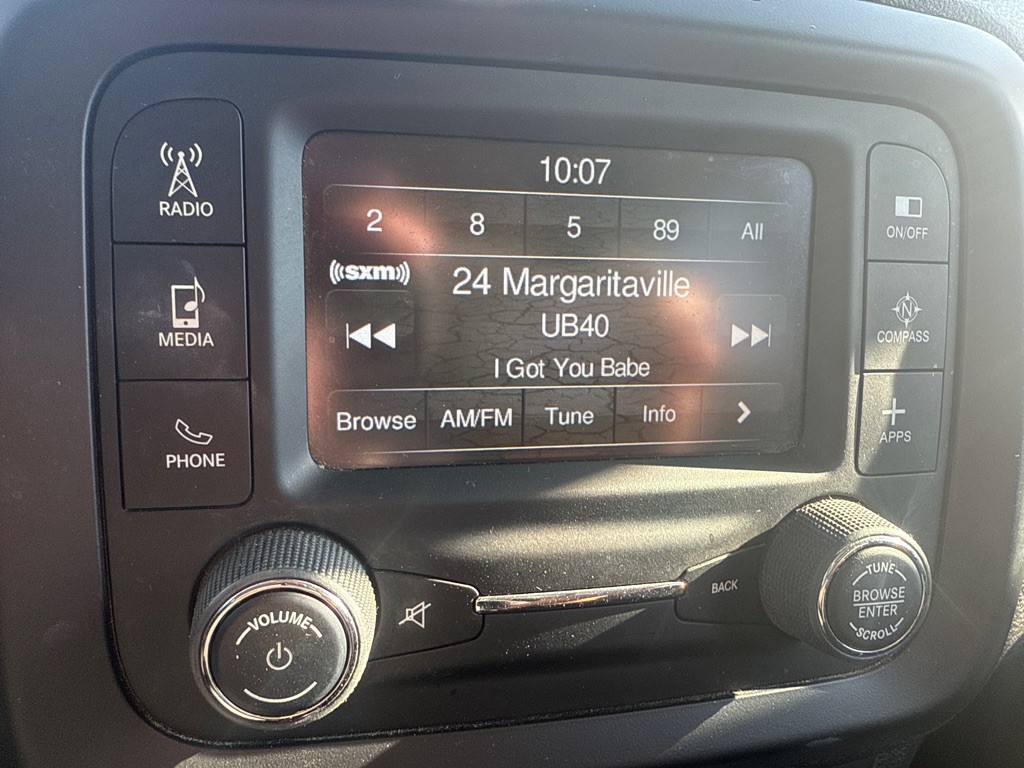 10:07
2 8 5 89 All
((sxm))
24 Margaritaville
UB40
I Got You Babe
Browse AM/FM Tune Info >
RADIO
MEDIA
PHONE
ON/OFF
N
COMPASS
APPS
VOLUME
BACK
TUNE
BROWSE
ENTER
SCROLL